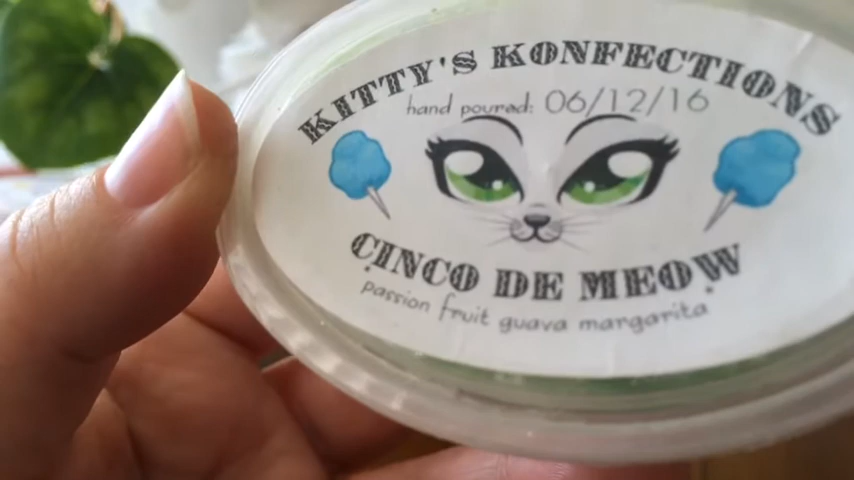 KITTY'S KONFECTIONS
hand poured: 06/12/16
CINCO DE MEOW
passion fruit guava margarita